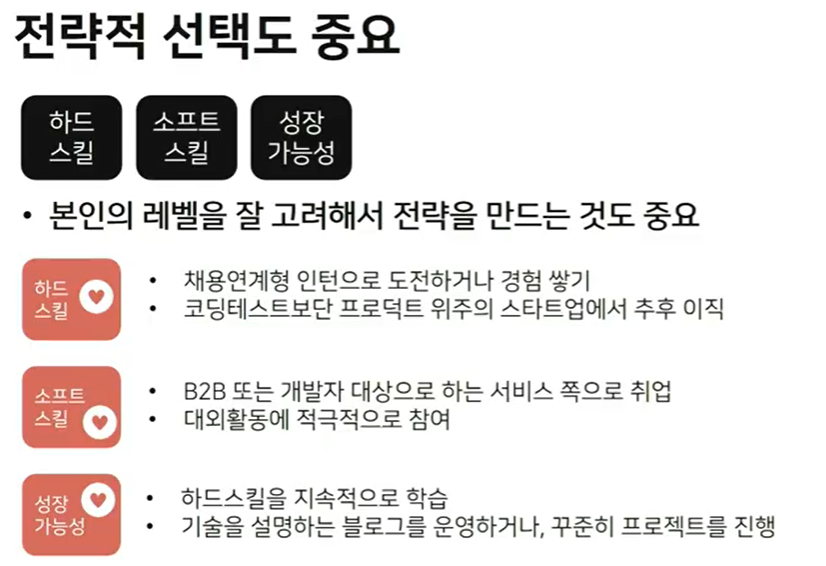 전략적 선택도 중요
하드
스킬
소프트
스킬
성장
가능성
• 본인의 레벨을 잘 고려해서 전략을 만드는 것도 중요
하드
스킬
• 채용연계형 인턴으로 도전하거나 경험 쌓기
• 코딩테스트보단 프로덕트 위주의 스타트업에서 추후 이직
소프트
스킬
• B2B 또는 개발자 대상으로 하는 서비스 쪽으로 취업
• 대외활동에 적극적으로 참여
성장
가능성
• 하드스킬을 지속적으로 학습
• 기술을 설명하는 블로그를 운영하거나, 꾸준히 프로젝트를 진행